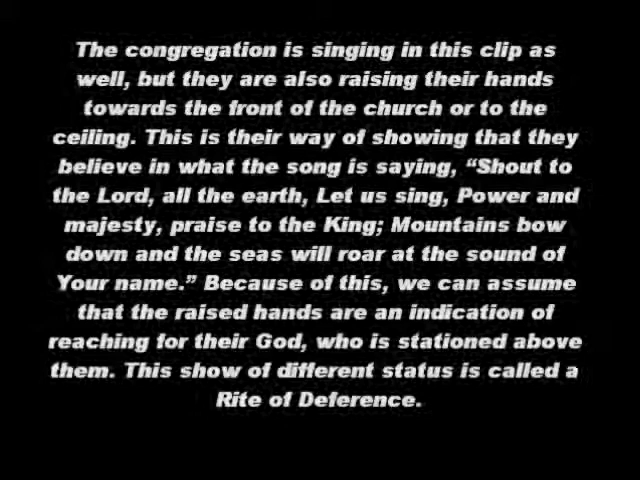 The congregation is singing in this clip as
well, but they are also raising their hands
towards the front of the church or to the
ceiling. This is their way of showing that they
believe in what the song is saying, “Shout to
the Lord, all the earth, Let us sing, Power and
majesty, praise to the King; Mountains bow
down and the seas will roar at the sound of
Your name.” Because of this, we can assume
that the raised hands are an indication of
reaching for their God, who is stationed above
them. This show of different status is called a
Rite of Deference.